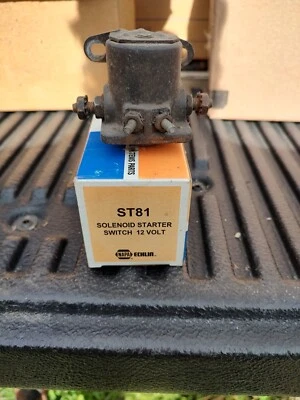 ST81
SOLENOID STARTER
SWITCH 12 VOLT
NAPA ECHLIN.